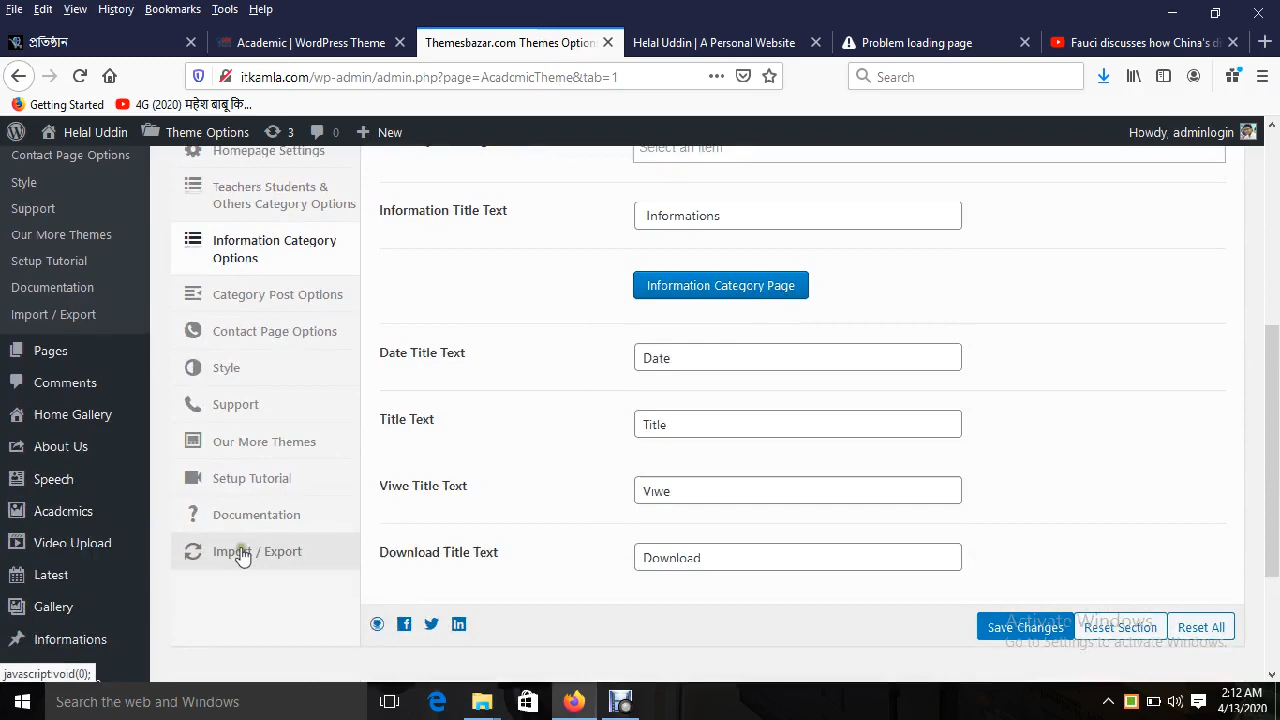 File Edit View History Bookmarks Tools Help
প্রতিষ্ঠান
Academic | WordPress Theme
Themesbazar.com Themes Option
Helal Uddin | A Personal Website
Problem loading page
Fauci discusses how China's d
itkamla.com/wp-admin/admin.php?page=AcademicTheme&tab=1
Search
Getting Started
4G (2020) महेश बाबू कि...
Helal Uddin Theme Options 3 0 New
Howdy, adminlogin
Contact Page Options
Style
Support
Our More Themes
Setup Tutorial
Documentation
Import / Export
Pages
Comments
Home Gallery
About Us
Speech
Academics
Video Upload
Latest
Gallery
Informations
javascript:void(0);
Homepage Settings
Teachers Students &
Others Category Options
Information Category
Options
Category Post Options
Contact Page Options
Style
Support
Our More Themes
Setup Tutorial
Documentation
Import / Export
Select an item
Information Title Text
Informations
Information Category Page
Date Title Text
Date
Title Text
Title
Viwe Title Text
Viwe
Download Title Text
Download
Save Changes Reset Section Reset All
Activate Windows
Go to Settings to activate Windows.
Search the web and Windows
2:12 AM
4/13/2020